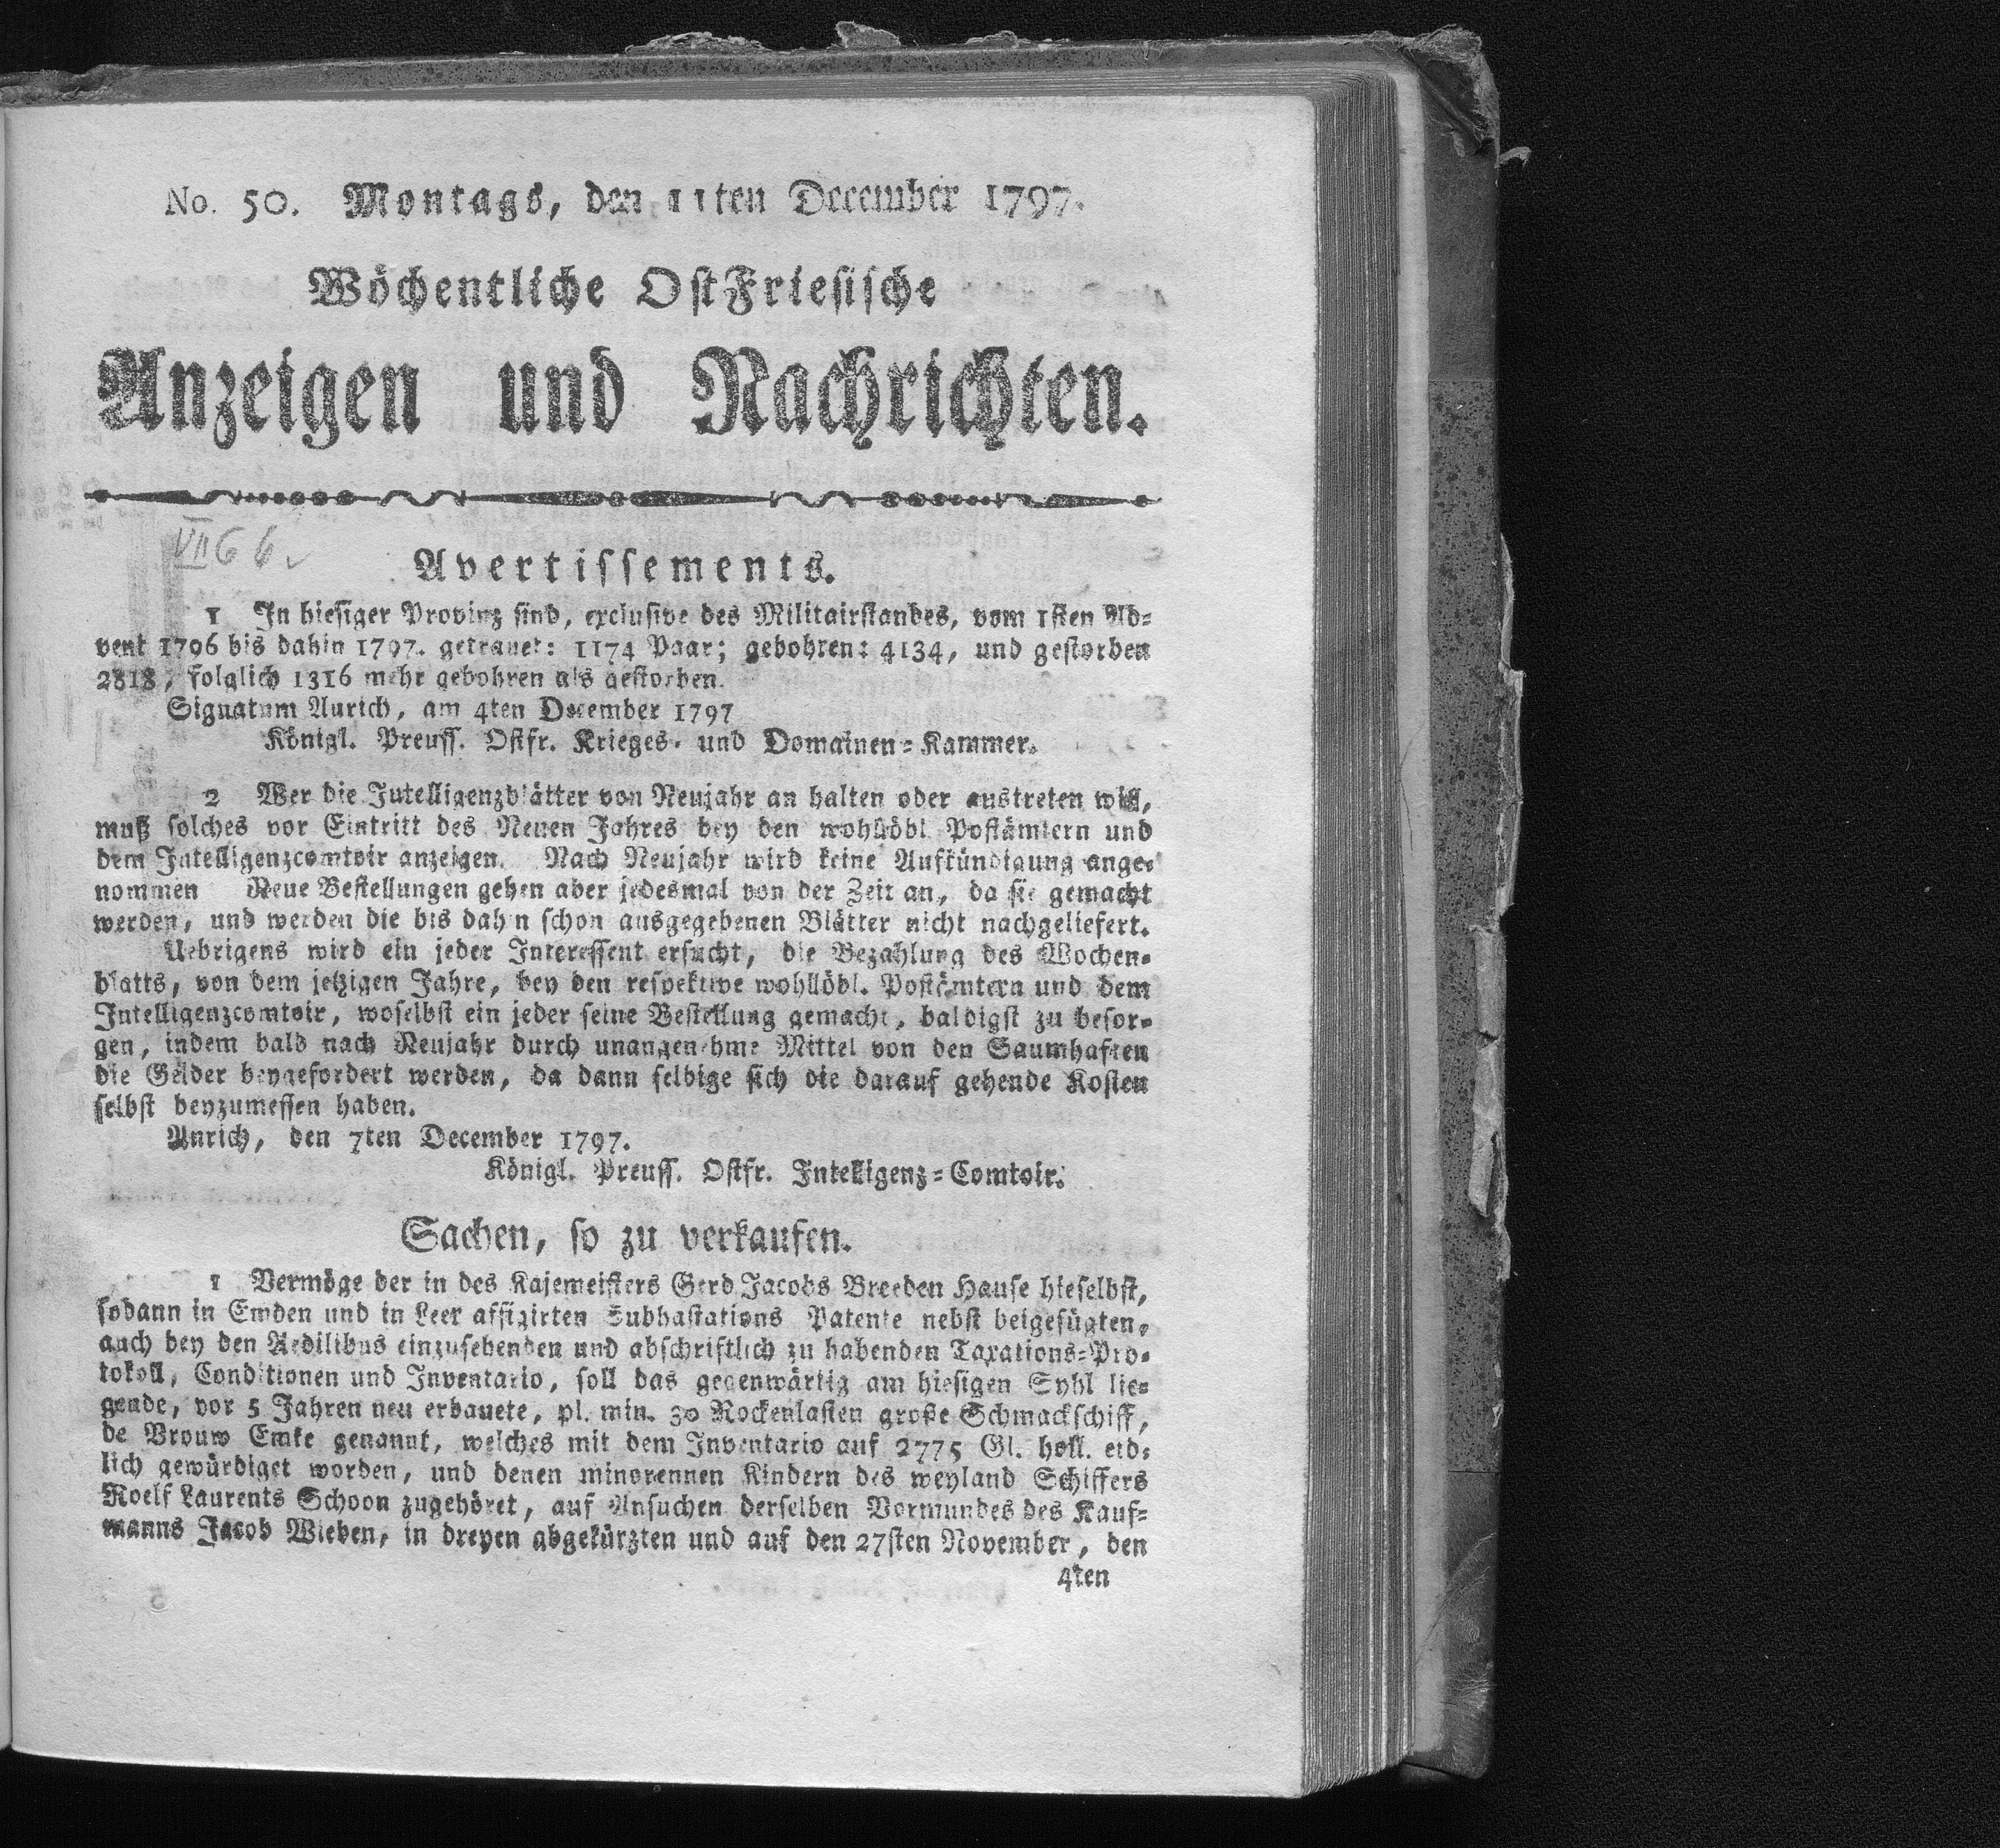 No. 50. Montags, den 11ten December 1797.
Wöchentliche OstFriesische
Anzeigen und Nachrichten.
VII 6 6.
Avertissements.
1 In hiesiger Provinz sind, exclusive des Militairstandes, vom 1sten Ad=
vent 1796 bis dahin 1797. getrauet: 1174 Paar; gebohren: 4134, und gestorben
2818, folglich 1316 mehr gebohren als gestorben.
Signatum Aurich, am 4ten December 1797
Königl. Preuss. Ostfr. Krieges- und Domainen=Kammer.
2 Wer die Intelligenzblätter von Neujahr an halten oder austreten will,
muß solches vor Eintritt des Neuen Jahres bey den wohllöbl Postämtern und
dem Intelligenzcomtoir anzeigen. Nach Neujahr wird keine Aufkündigung ange=
nommen Neue Bestellungen gehen aber jedesmal von der Zeit an, da sie gemacht
werden, und werden die bis dahin schon ausgegebenen Blätter nicht nachgeliefert.
Uebrigens wird ein jeder Interessent ersucht, die Bezahlung des Wochen=
blatts, von dem jetzigen Jahre, bey den respektive wohllöbl. Postämtern und dem
Intelligenzcomtoir, woselbst ein jeder seine Bestellung gemacht, baldigst zu besor=
gen, indem bald nach Neujahr durch unangenehme Mittel von den Saumhaften
die Gelder beygefordert werden, da dann selbige sich die darauf gehende Kosten
selbst beyzumessen haben.
Aurich, den 7ten December 1797.
Königl. Preuss. Ostfr. Intelligenz=Comtoir.
Sachen, so zu verkaufen.
1 Vermöge der in des Kajemeisters Gerd Jacobs Breeden Hause hieselbst,
sodann in Emden und in Leer affigirten Subhastations Patente nebst beigefügten,
auch bey den Aedilibus einzusehenden und abschriftlich zu habenden Taxations=Pro=
tokoll, Conditionen und Inventario, soll das gegenwärtig am hiesigen Syhl lie=
gende, vor 5 Jahren neu erbauete, pl. min. 30 Rockenlasten große Schmackschiff,
de Vrouw Emke genannt, welches mit dem Inventario auf 2775 Gl. holl. eid=
lich gewürdiget worden, und denen minorennen Kindern des weyland Schiffers
Roelf Laurents Schoon zugehöret, auf Ansuchen derselben Vormundes des Kauf=
manns Jacob Wieben, in dreyen abgekürzten und auf den 27sten November, den
4ten